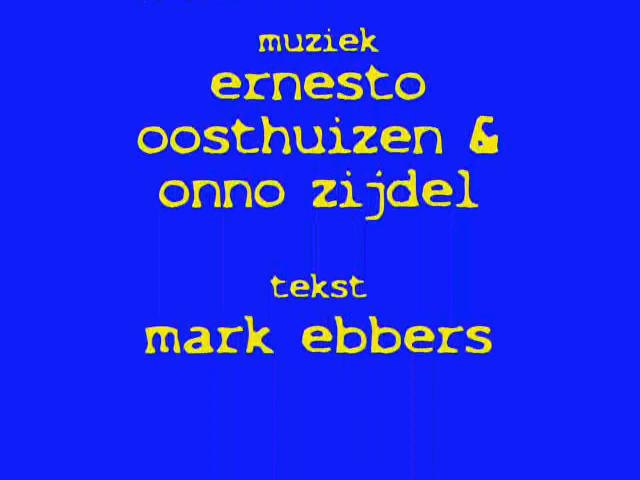 muziek
ernesto
oosthuizen &
onno zijdel
tekst
mark ebbers